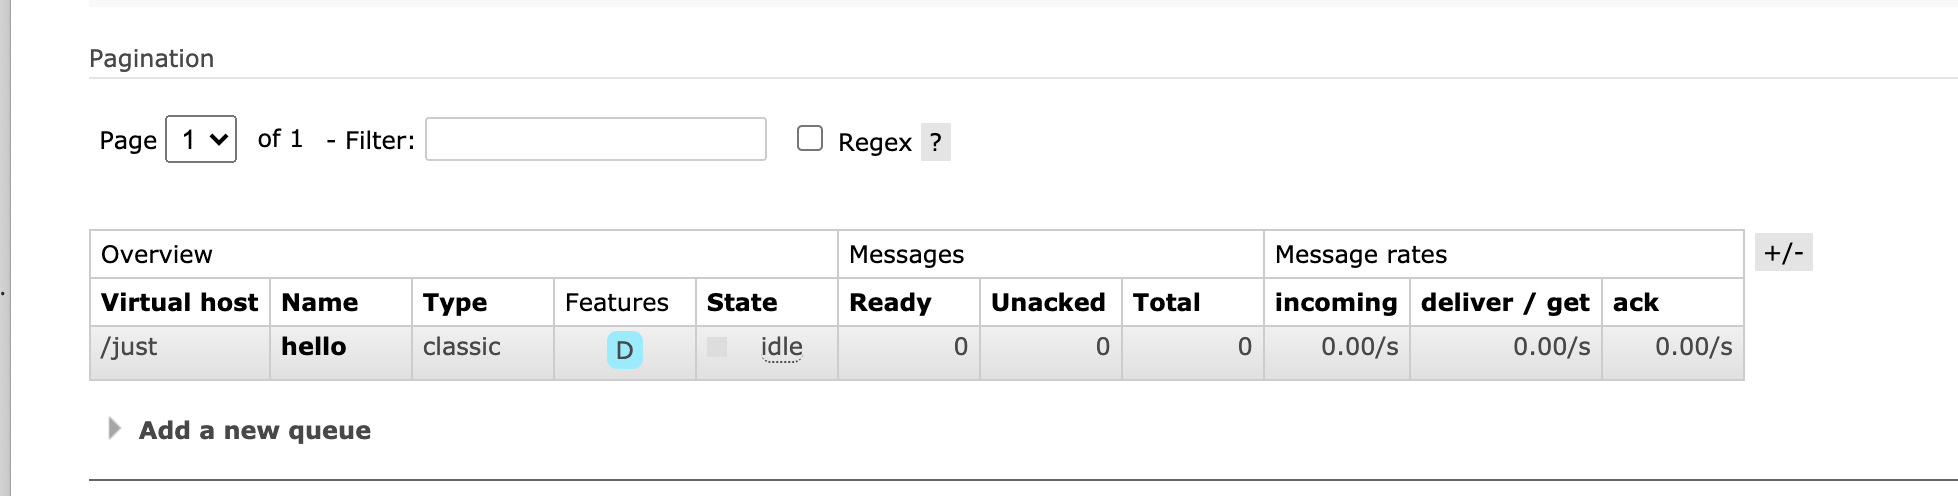 Pagination
Page 1 of 1 - Filter: Regex ?
Overview Messages Message rates +/-
Virtual host Name Type Features State Ready Unacked Total incoming deliver / get ack
/just hello classic D idle 0 0 0 0.00/s 0.00/s 0.00/s
Add a new queue